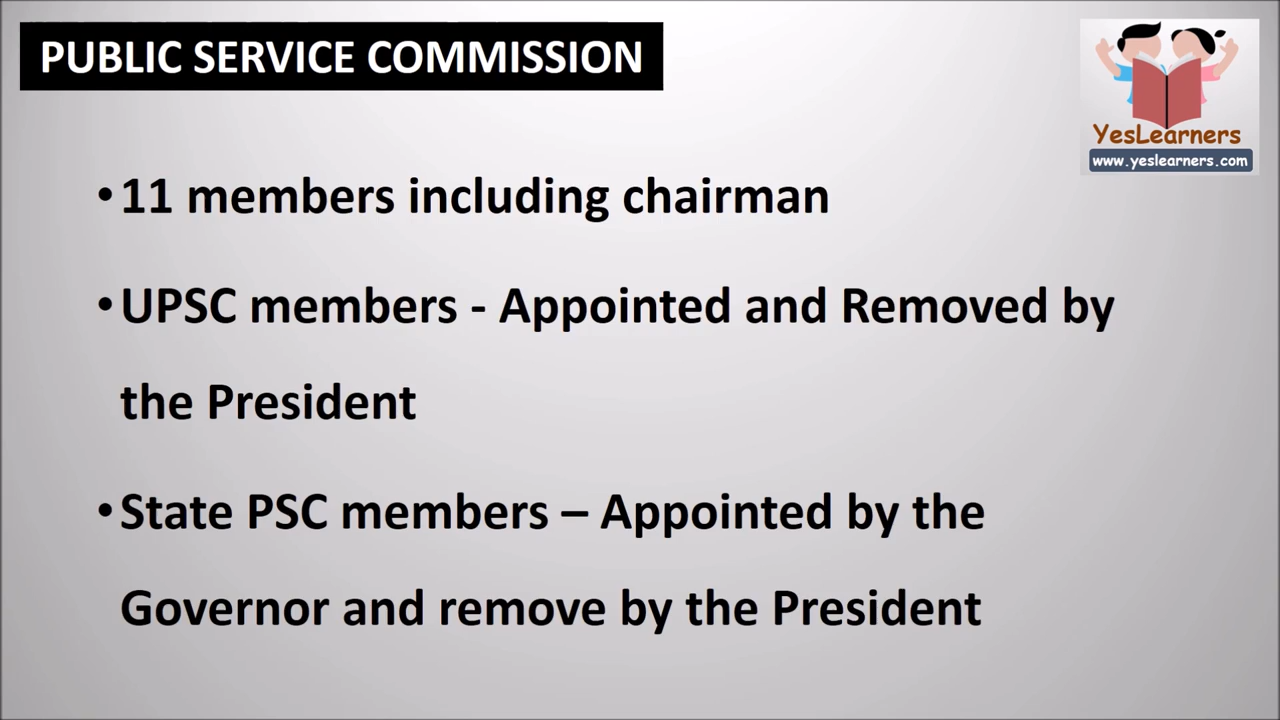 PUBLIC SERVICE COMMISSION
YesLearners
www.yeslearners.com
•11 members including chairman
•UPSC members - Appointed and Removed by
the President
•State PSC members – Appointed by the
Governor and remove by the President